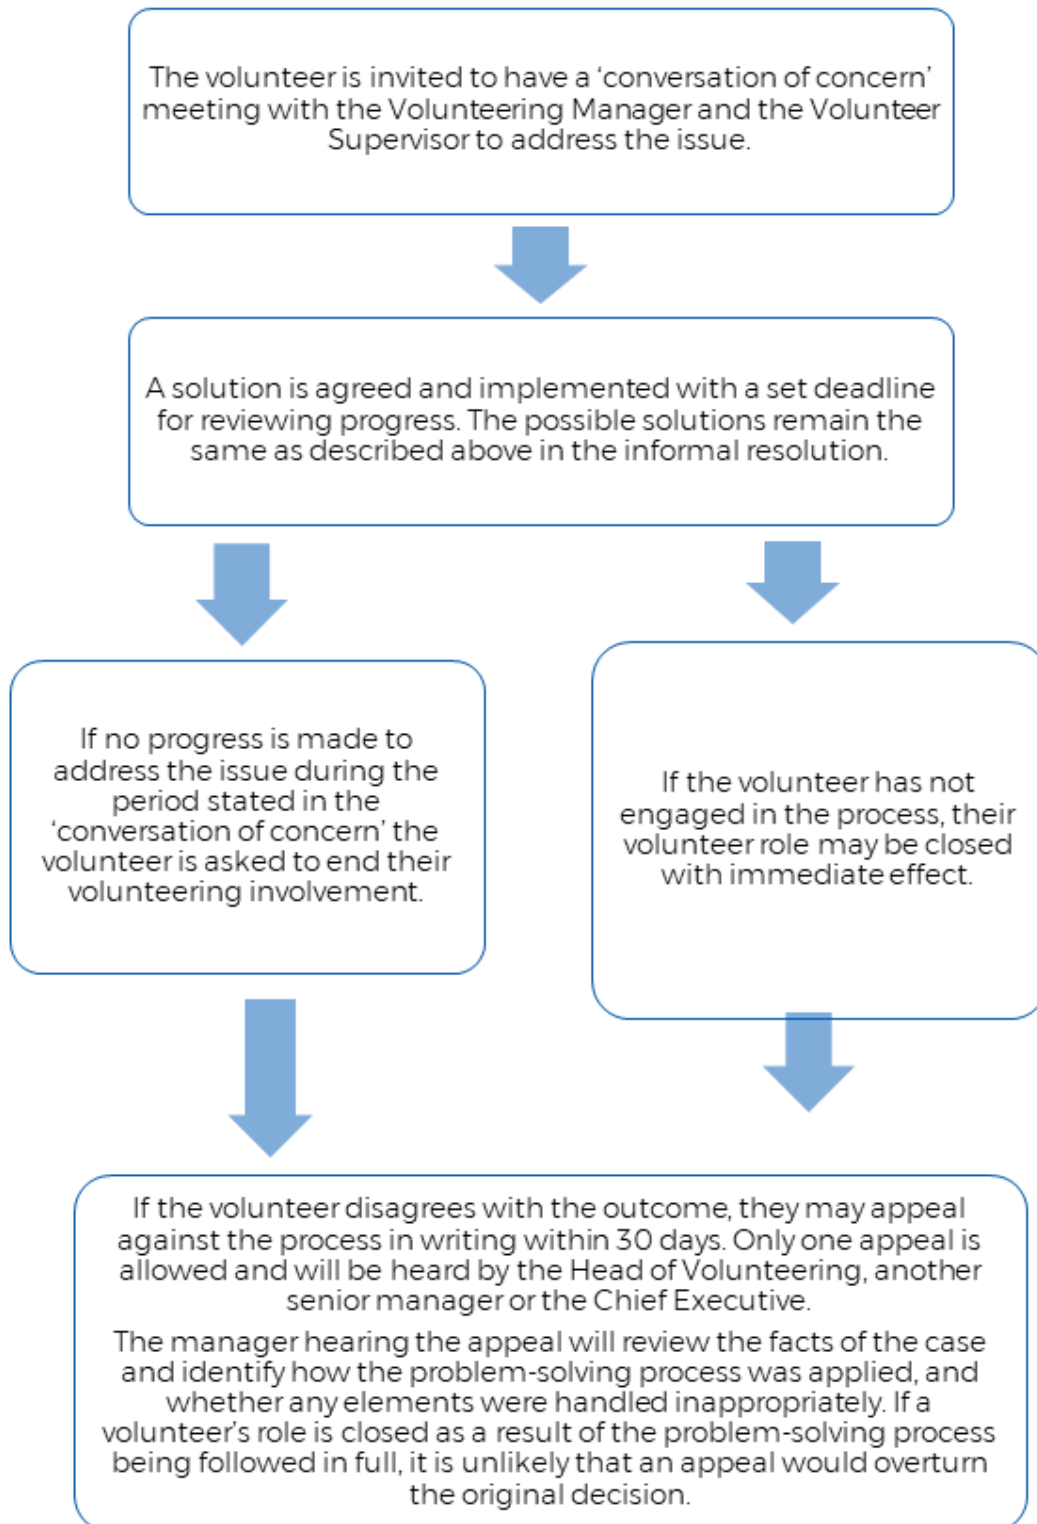 The volunteer is invited to have a ‘conversation of concern’
meeting with the Volunteering Manager and the Volunteer
Supervisor to address the issue.
A solution is agreed and implemented with a set deadline
for reviewing progress. The possible solutions remain the
same as described above in the informal resolution.
If no progress is made to
address the issue during the
period stated in the
‘conversation of concern’ the
volunteer is asked to end their
volunteering involvement.
If the volunteer has not
engaged in the process, their
volunteer role may be closed
with immediate effect.
If the volunteer disagrees with the outcome, they may appeal
against the process in writing within 30 days. Only one appeal is
allowed and will be heard by the Head of Volunteering, another
senior manager or the Chief Executive.
The manager hearing the appeal will review the facts of the case
and identify how the problem-solving process was applied, and
whether any elements were handled inappropriately. If a
volunteer’s role is closed as a result of the problem-solving process
being followed in full, it is unlikely that an appeal would overturn
the original decision.